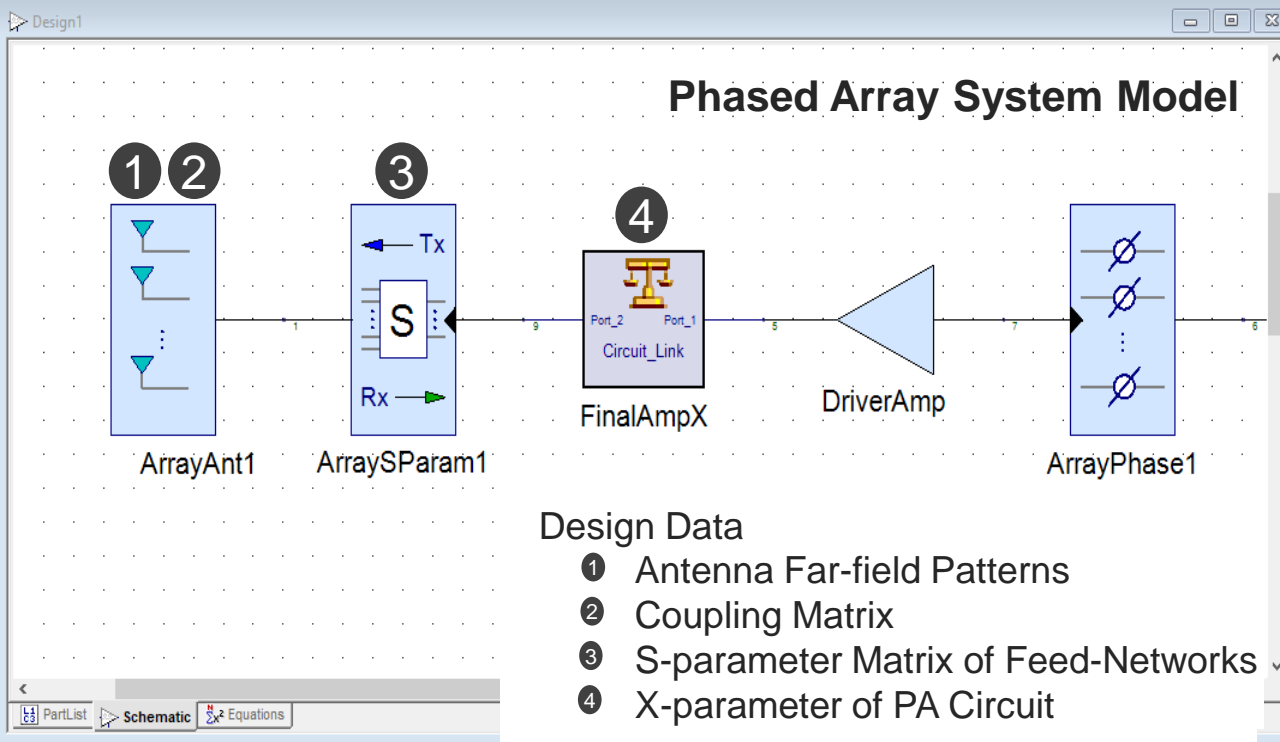 Design1
Phased Array System Model
1 2 3 4
Tx
S
Rx
Port_2 Port_1
Circuit_Link
1 9 5 7 6
FinalAmpX
DriverAmp
ArrayAnt1
ArraySParam1
ArrayPhase1
Design Data
1 Antenna Far-field Patterns
2 Coupling Matrix
3 S-parameter Matrix of Feed-Networks
4 X-parameter of PA Circuit
PartList Schematic Equations